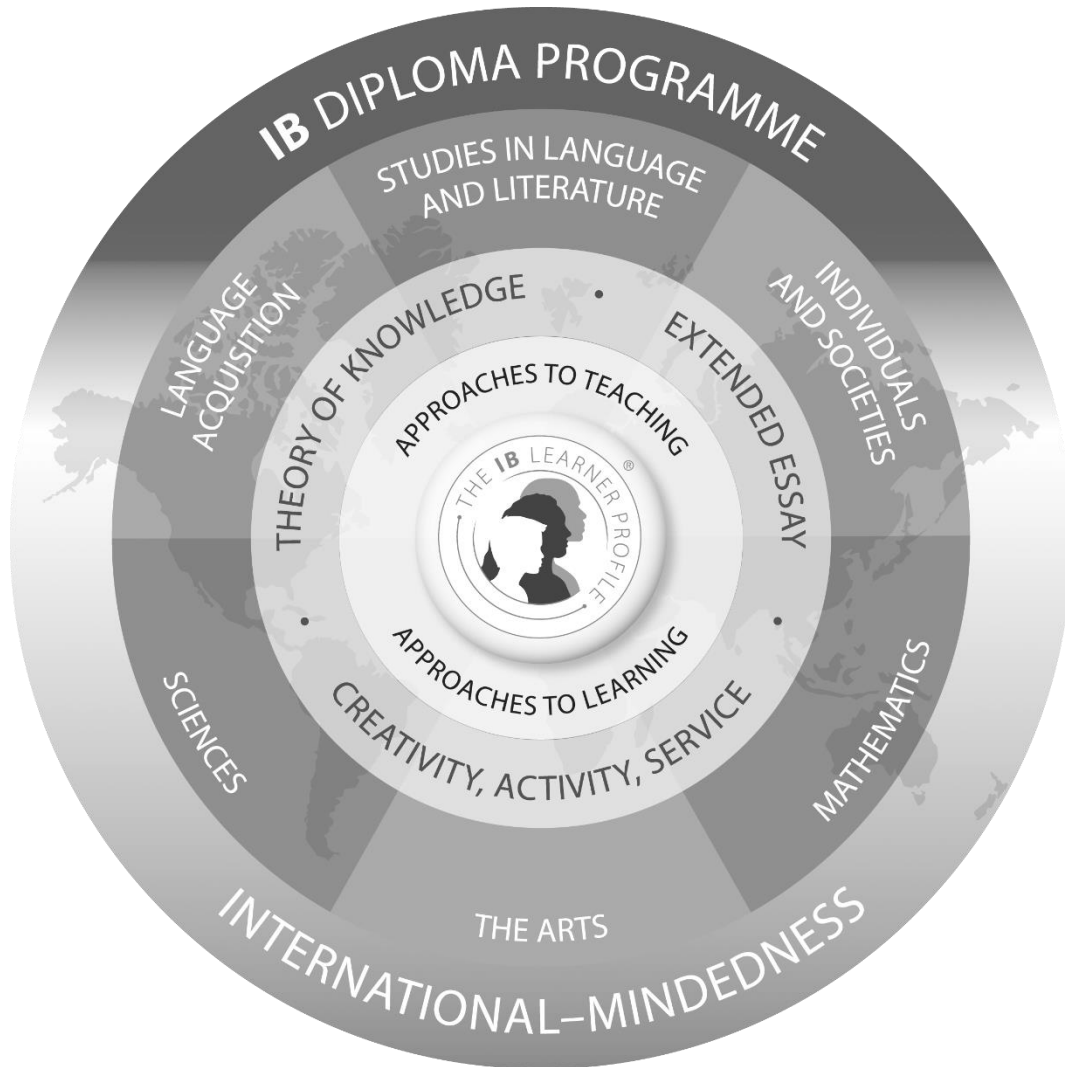 IB DIPLOMA PROGRAMME
STUDIES IN LANGUAGE
AND LITERATURE
LANGUAGE
ACQUISITION
INDIVIDUALS
AND SOCIETIES
THEORY OF KNOWLEDGE •
EXTENDED ESSAY
APPROACHES TO TEACHING
• THE IB LEARNER PROFILE •
®
APPROACHES TO LEARNING
• CREATIVITY, ACTIVITY, SERVICE •
SCIENCES
MATHEMATICS
THE ARTS
INTERNATIONAL–MINDEDNESS